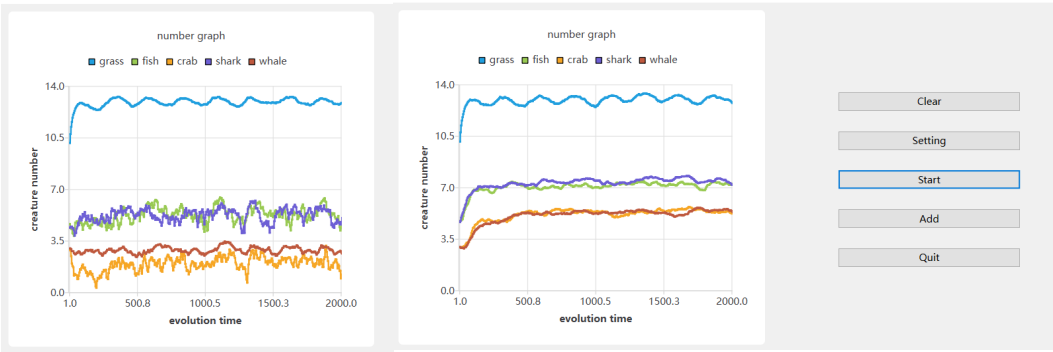 number graph
grass fish crab shark whale
14.0
10.5
7.0
3.5
0.0
creature number
1.0 500.8 1000.5 1500.3 2000.0
evolution time
number graph
grass fish crab shark whale
14.0
10.5
7.0
3.5
0.0
creature number
1.0 500.8 1000.5 1500.3 2000.0
evolution time
Clear
Setting
Start
Add
Quit